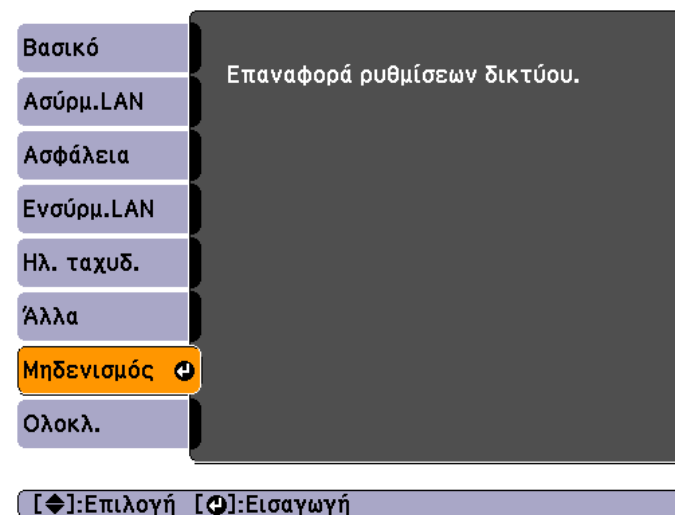 Βασικό
Επαναφορά ρυθμίσεων δικτύου.
Ασύρμ.LAN
Ασφάλεια
Ενσύρμ.LAN
Ηλ. ταχυδ.
Άλλα
Μηδενισμός
Ολοκλ.
[◆]:Επιλογή [⏎]:Εισαγωγή